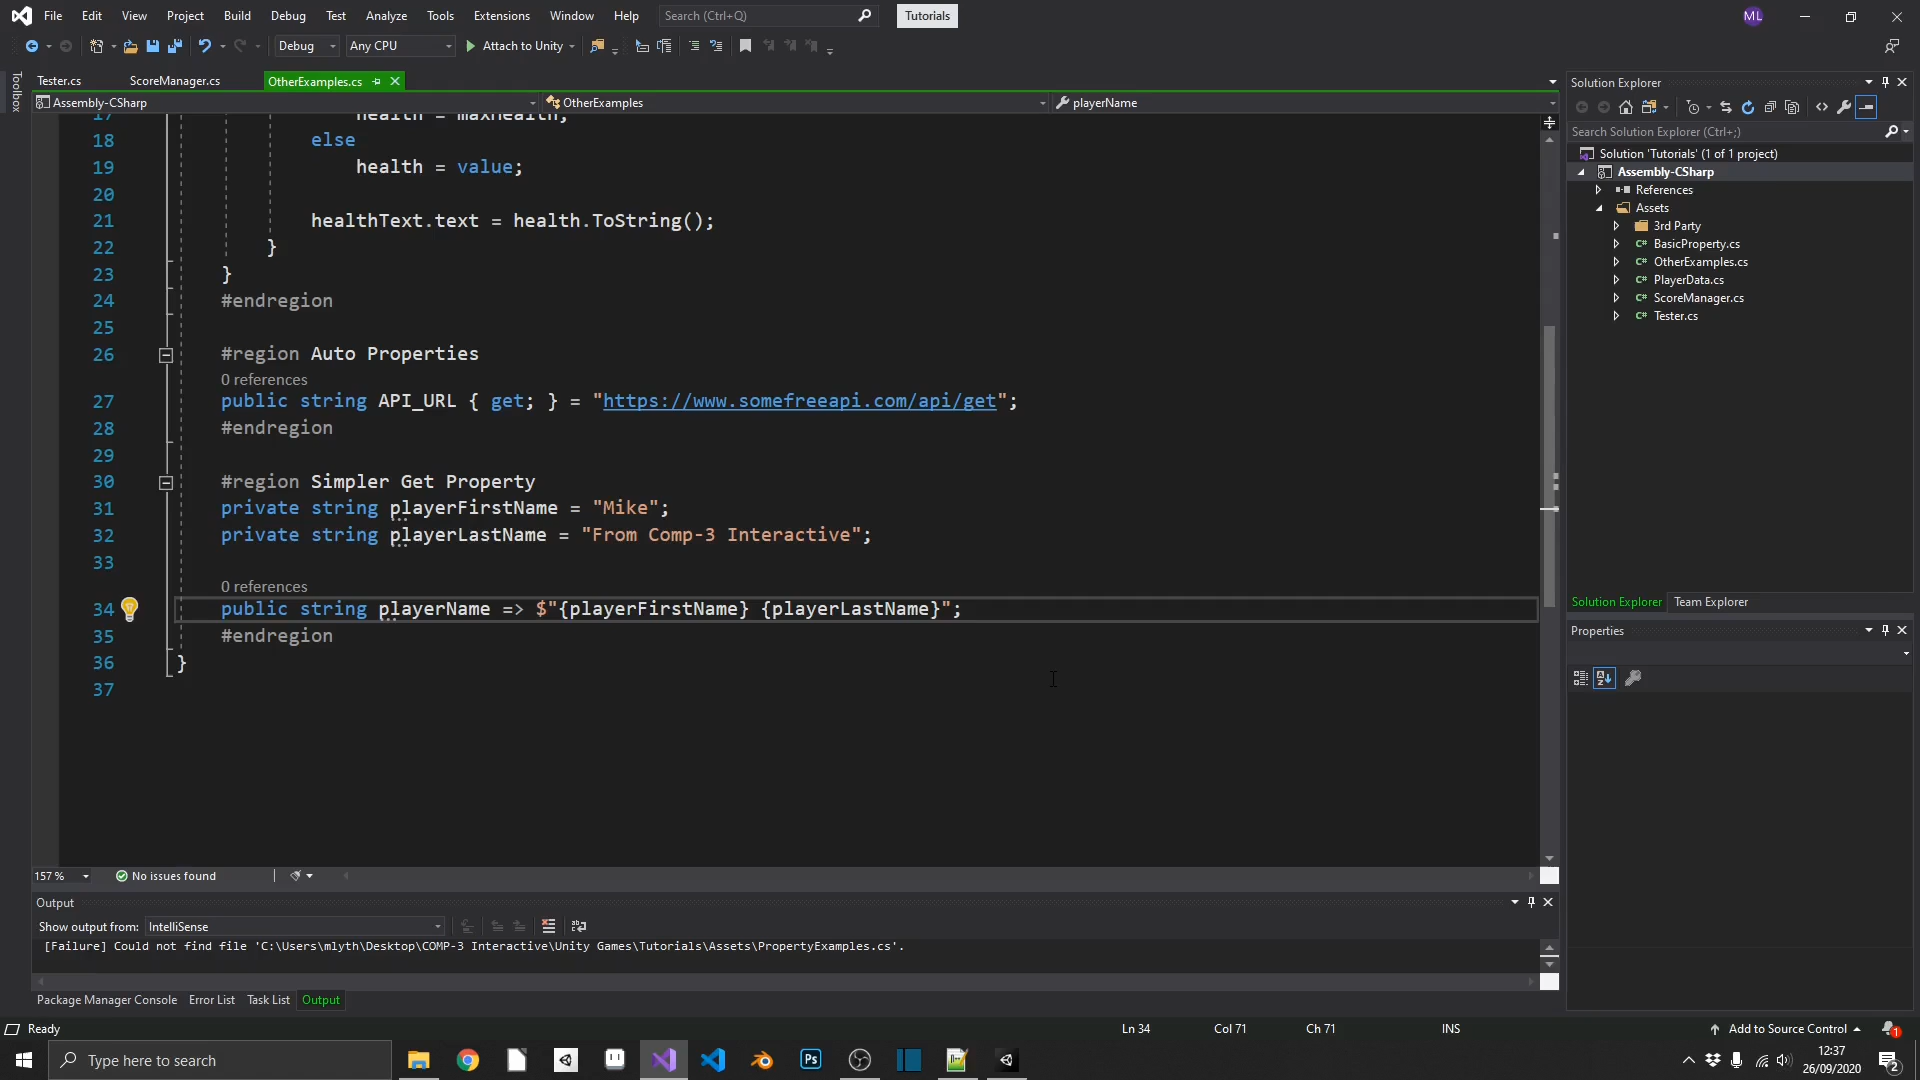 File Edit View Project Build Debug Test Analyze Tools Extensions Window Help Search (Ctrl+Q) Tutorials ML
Debug Any CPU Attach to Unity
Toolbox
Tester.cs ScoreManager.cs OtherExamples.cs
Assembly-CSharp OtherExamples playerName
17 health = maxHealth;
18 else
19 health = value;
20
21 healthText.text = health.ToString();
22 }
23 }
24 #endregion
25
26 #region Auto Properties
0 references
27 public string API_URL { get; } = "https://www.somefreeapi.com/api/get";
28 #endregion
29
30 #region Simpler Get Property
31 private string playerFirstName = "Mike";
32 private string playerLastName = "From Comp-3 Interactive";
33
0 references
34 public string playerName => $"{playerFirstName} {playerLastName}";
35 #endregion
36 }
37
157 % No issues found
Output
Show output from: IntelliSense
[Failure] Could not find file 'C:\Users\mlyth\Desktop\COMP-3 Interactive\Unity Games\Tutorials\Assets\PropertyExamples.cs'.
Package Manager Console Error List Task List Output
Solution Explorer
Search Solution Explorer (Ctrl+;)
Solution 'Tutorials' (1 of 1 project)
Assembly-CSharp
References
Assets
3rd Party
C# BasicProperty.cs
C# OtherExamples.cs
C# PlayerData.cs
C# ScoreManager.cs
C# Tester.cs
Solution Explorer Team Explorer
Properties
Ready Ln 34 Col 71 Ch 71 INS Add to Source Control 1
Type here to search Ps 12:37
26/09/2020 2